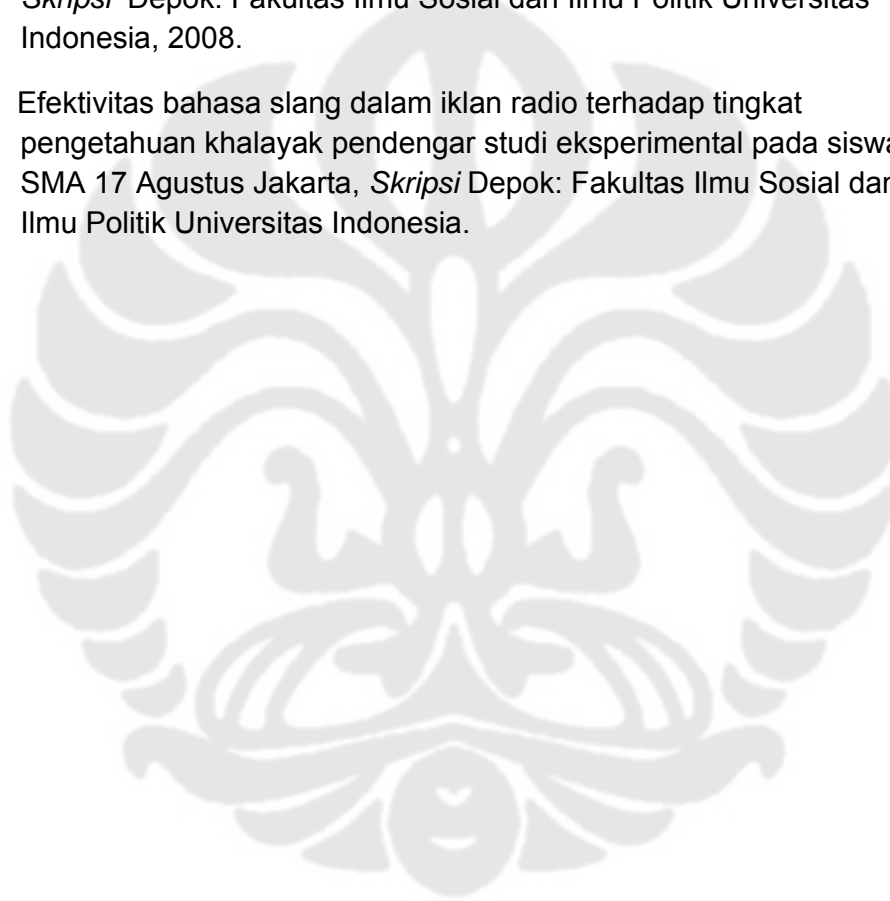 Skripsi Depok: Fakultas Ilmu Sosial dan Ilmu Politik Universitas
Indonesia, 2008.
Efektivitas bahasa slang dalam iklan radio terhadap tingkat
pengetahuan khalayak pendengar studi eksperimental pada siswa
SMA 17 Agustus Jakarta, Skripsi Depok: Fakultas Ilmu Sosial dan
Ilmu Politik Universitas Indonesia.